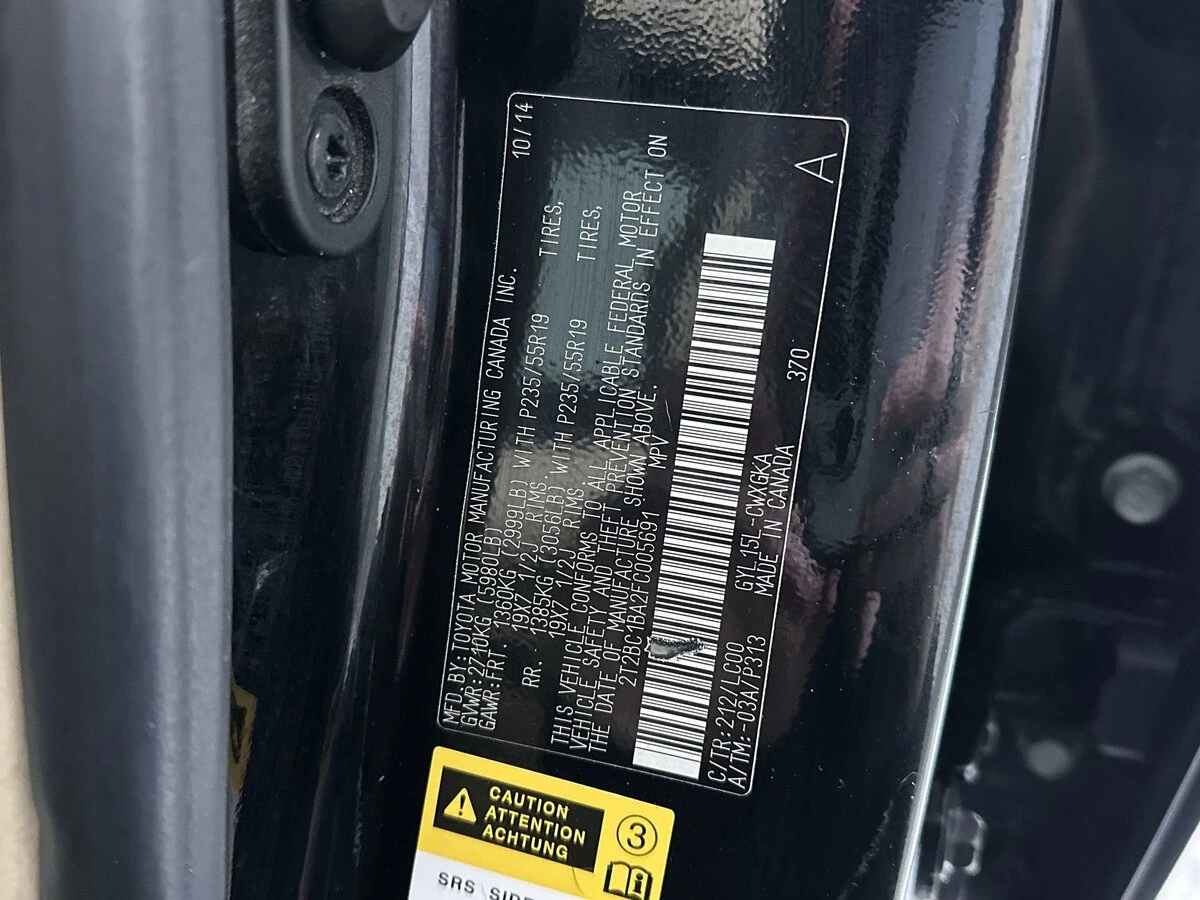 MFD. BY: TOYOTA MOTOR MANUFACTURING CANADA INC. 10/14
GVWR: 2710KG (5980LB)
GAWR: FRT. 1360KG (2999LB) WITH P235/55R19 TIRES,
19X7 1/2J RIMS.
RR. 1385KG (3056LB) WITH P235/55R19 TIRES,
19X7 1/2J RIMS.
THIS VEHICLE CONFORMS TO ALL APPLICABLE FEDERAL MOTOR
VEHICLE SAFETY AND THEFT PREVENTION STANDARDS IN EFFECT ON
THE DATE OF MANUFACTURE SHOWN ABOVE.
2T2BC1BA2FC005691 MPV
C/TR: 212/LC00 GYL15L-CWXGKA
A/TM: -03A/P313 MADE IN CANADA 370 A
CAUTION
ATTENTION
ACHTUNG
3
SRS SIDE